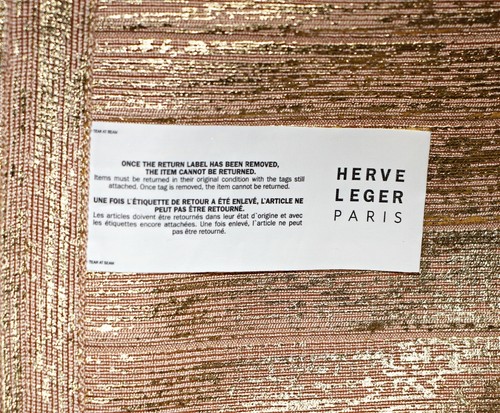 TEAR AT SEAM
ONCE THE RETURN LABEL HAS BEEN REMOVED,
THE ITEM CANNOT BE RETURNED.
Items must be returned in their original condition with the tags still
attached. Once tag is removed, the item cannot be returned.
UNE FOIS L'ÉTIQUETTE DE RETOUR A ÉTÉ ENLEVÉ, L'ARTICLE NE
PEUT PAS ÊTRE RETOURNÉ.
Les articles doivent être retournés dans leur état d'origine et avec
les étiquettes encore attachées. Une fois enlevé, l'article ne peut
pas être retourné.
TEAR AT SEAM
HERVE
LEGER
PARIS